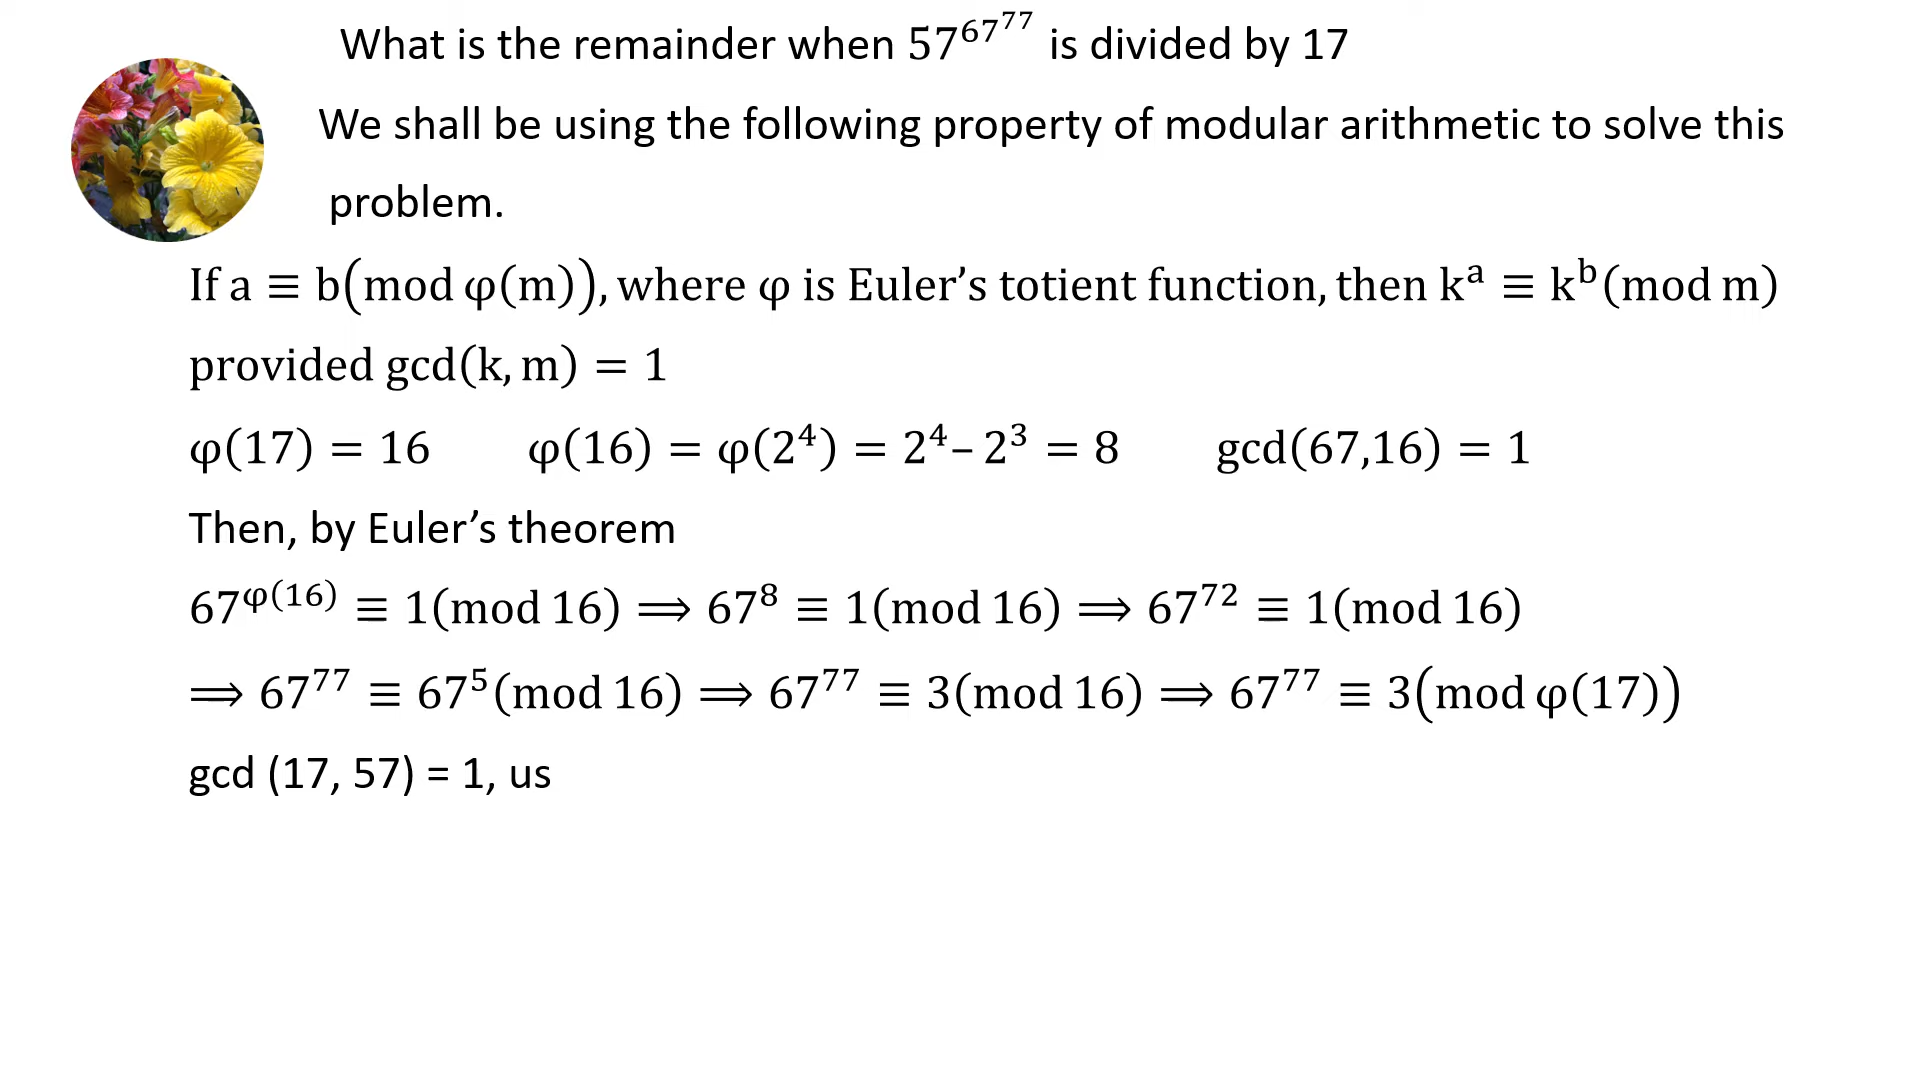 What is the remainder when 57^{67^{77}} is divided by 17
We shall be using the following property of modular arithmetic to solve this
problem.
If a ≡ b(mod φ(m)), where φ is Euler’s totient function, then k^a ≡ k^b(mod m)
provided gcd(k, m) = 1
φ(17) = 16 φ(16) = φ(2^4) = 2^4 – 2^3 = 8 gcd(67,16) = 1
Then, by Euler’s theorem
67^{φ(16)} ≡ 1(mod 16) ⟹ 67^8 ≡ 1(mod 16) ⟹ 67^{72} ≡ 1(mod 16)
⟹ 67^{77} ≡ 67^5(mod 16) ⟹ 67^{77} ≡ 3(mod 16) ⟹ 67^{77} ≡ 3(mod φ(17))
gcd (17, 57) = 1, us